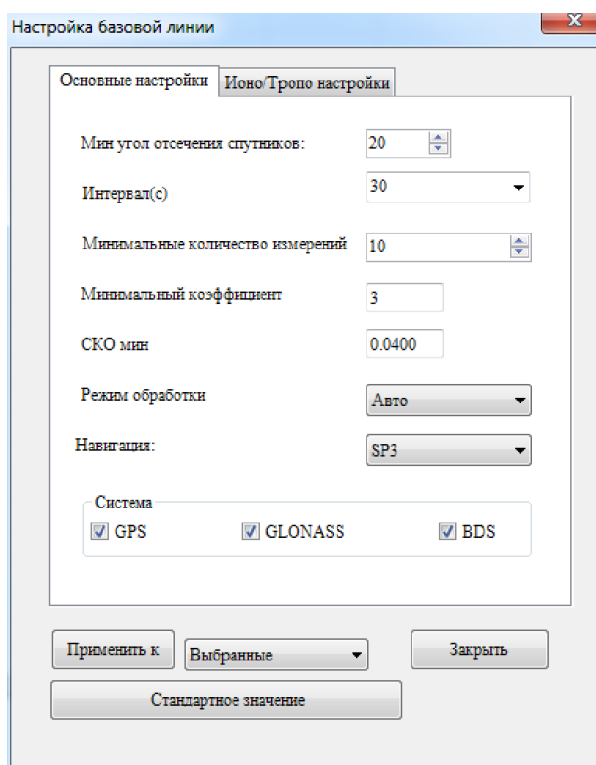 Настройка базовой линии
Основные настройки Ионо/Тропо настройки
Мин угол отсечения спутников: 20
Интервал(с) 30
Минимальные количество измерений 10
Минимальный коэффициент 3
СКО мин 0.0400
Режим обработки Авто
Навигация: SP3
Система
GPS GLONASS BDS
Применить к Выбранные Закрыть
Стандартное значение